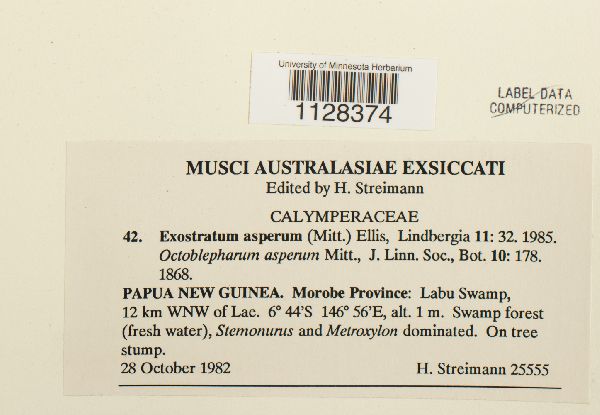 University of Minnesota Herbarium
1128374
LABEL DATA
COMPUTERIZED
MUSCI AUSTRALASIAE EXSICCATI
Edited by H. Streimann
CALYMPERACEAE
42. Exostratum asperum (Mitt.) Ellis, Lindbergia 11: 32. 1985.
Octoblepharum asperum Mitt., J. Linn. Soc., Bot. 10: 178.
1868.
PAPUA NEW GUINEA. Morobe Province: Labu Swamp,
12 km WNW of Lae. 6° 44'S 146° 56'E, alt. 1 m. Swamp forest
(fresh water), Stemonurus and Metroxylon dominated. On tree
stump.
28 October 1982 H. Streimann 25555